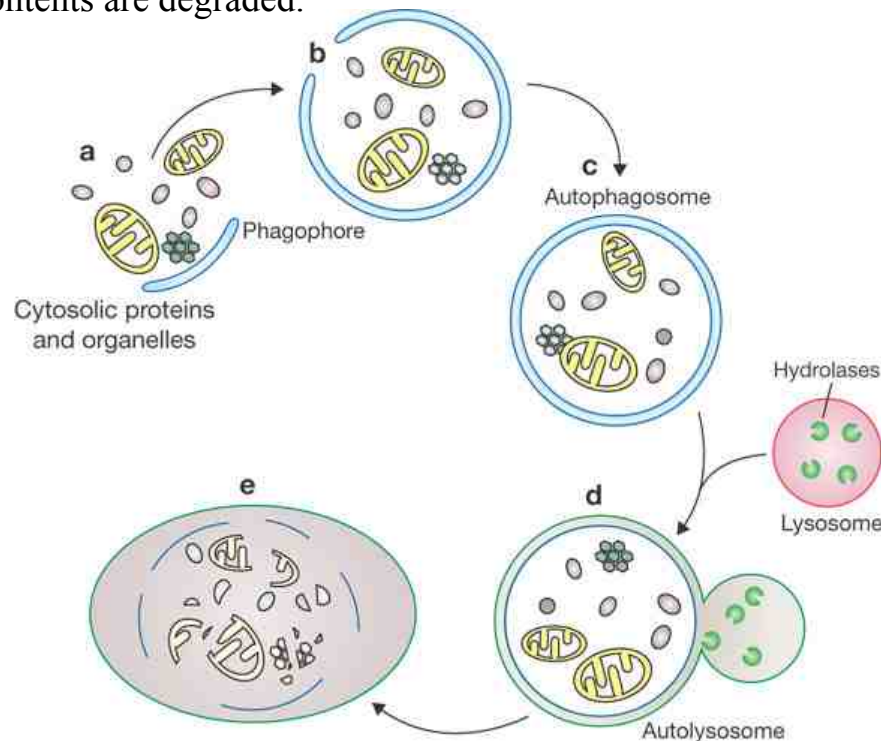 contents are degraded.
b
a
c
Autophagosome
Phagophore
Cytosolic proteins
and organelles
Hydrolases
e
d
Lysosome
Autolysosome